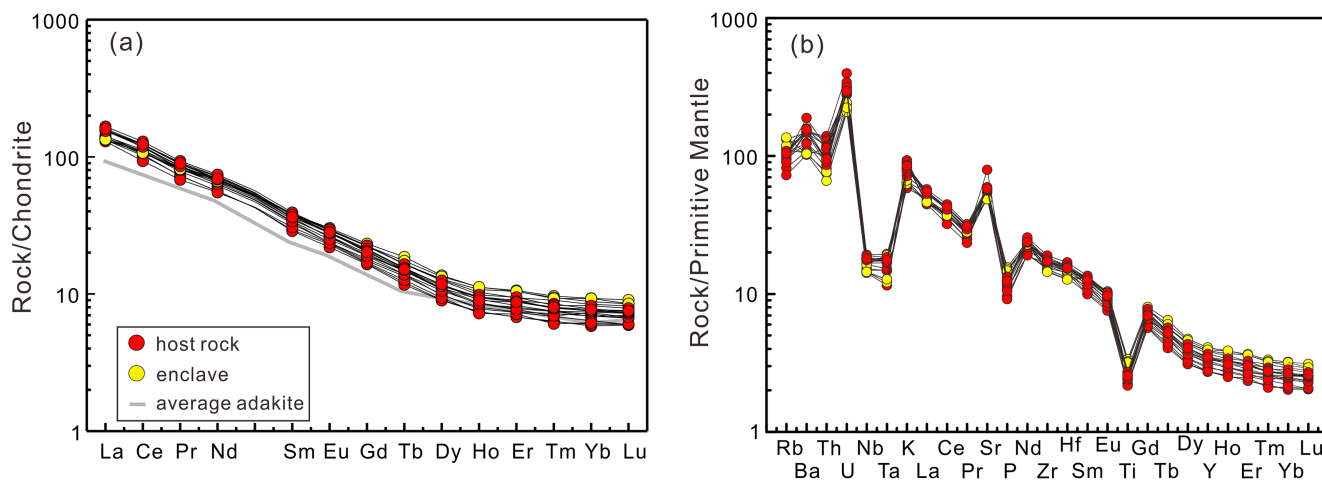 1000
(a)
100
10
1
Rock/Chondrite
host rock
enclave
average adakite
La Ce Pr Nd Sm Eu Gd Tb Dy Ho Er Tm Yb Lu
1000
(b)
100
10
1
Rock/Primitive Mantle
Rb Th Nb K Ce Sr Nd Hf Eu Gd Dy Ho Tm Lu
Ba U Ta La Pr P Zr Sm Ti Tb Y Er Yb